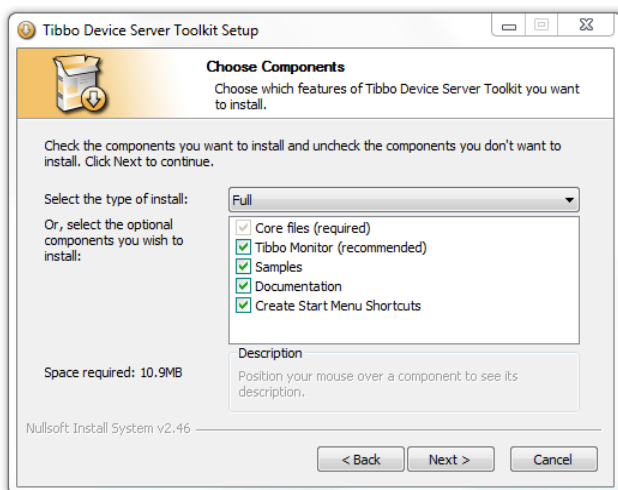 Tibbo Device Server Toolkit Setup
Choose Components
Choose which features of Tibbo Device Server Toolkit you want
to install.
Check the components you want to install and uncheck the components you don't want to
install. Click Next to continue.
Select the type of install:
Full
Or, select the optional
components you wish to
install:
Core files (required)
Tibbo Monitor (recommended)
Samples
Documentation
Create Start Menu Shortcuts
Space required: 10.9MB
Description
Position your mouse over a component to see its
description.
Nullsoft Install System v2.46
< Back
Next >
Cancel